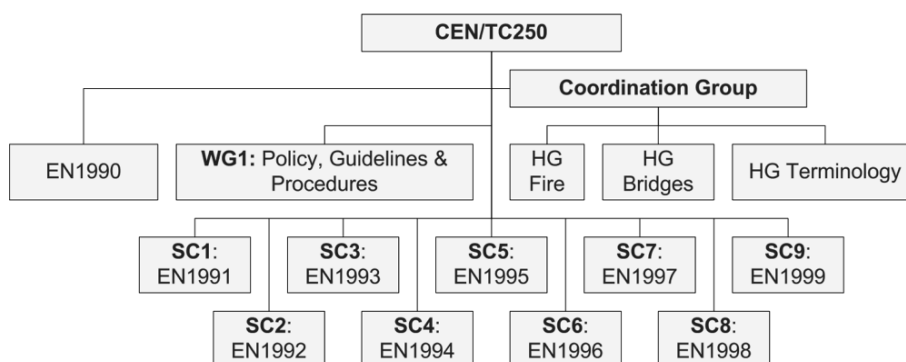 CEN/TC250
Coordination Group
EN1990
WG1: Policy, Guidelines &
Procedures
HG
Fire
HG
Bridges
HG Terminology
SC1:
EN1991
SC3:
EN1993
SC5:
EN1995
SC7:
EN1997
SC9:
EN1999
SC2:
EN1992
SC4:
EN1994
SC6:
EN1996
SC8:
EN1998